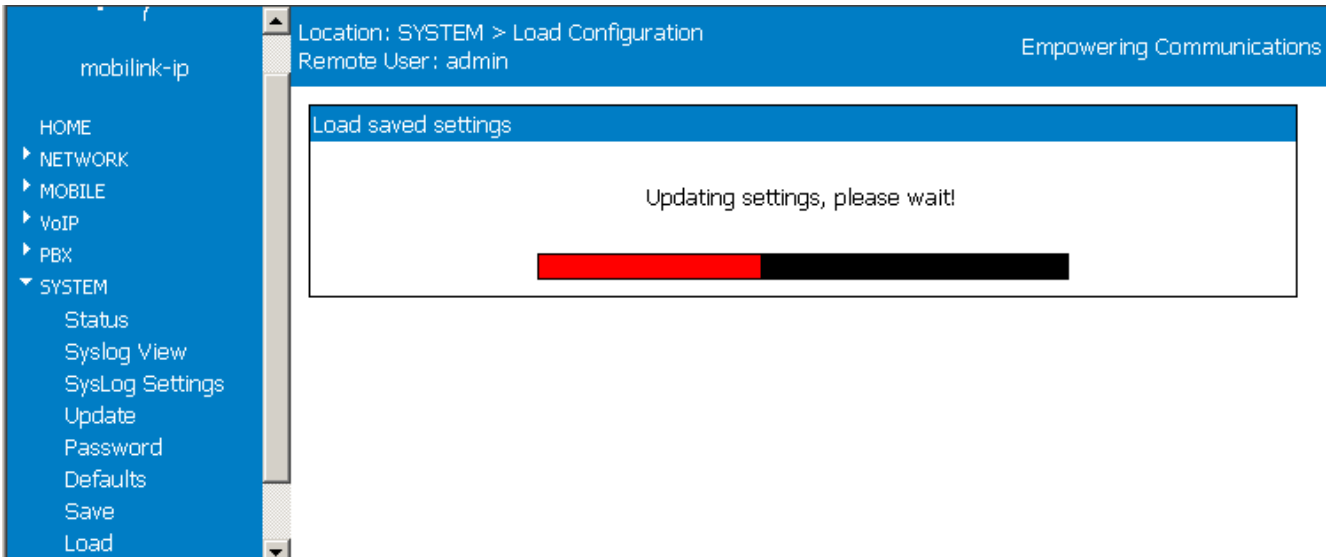 mobilink-ip
HOME
NETWORK
MOBILE
VoIP
PBX
SYSTEM
Status
Syslog View
SysLog Settings
Update
Password
Defaults
Save
Load
Location: SYSTEM > Load Configuration
Remote User: admin
Empowering Communications
Load saved settings
Updating settings, please wait!